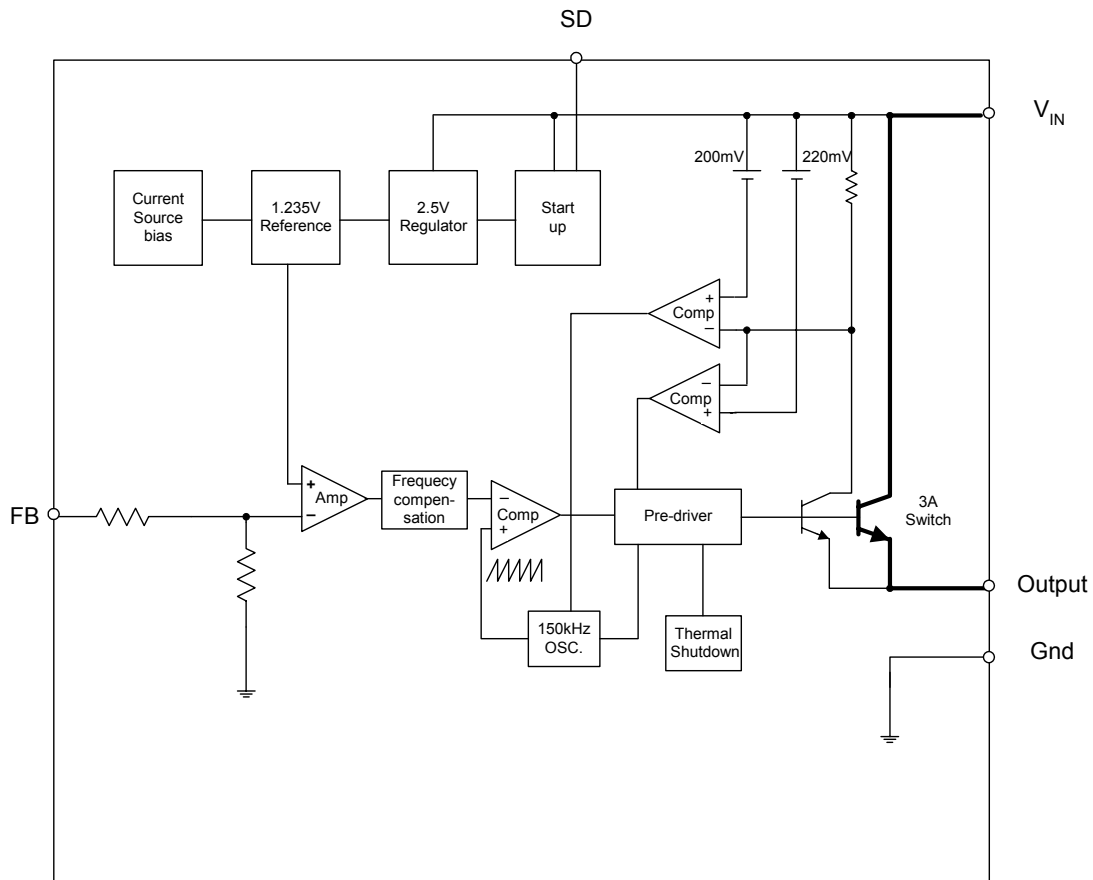 SD
V_IN
200mV
220mV
Current
Source
bias
1.235V
Reference
2.5V
Regulator
Start
up
+
Comp
−
−
Comp
+
FB
+
Amp
−
Frequecy
compen-
sation
−
Comp
+
Pre-driver
3A
Switch
150kHz
OSC.
Thermal
Shutdown
Output
Gnd